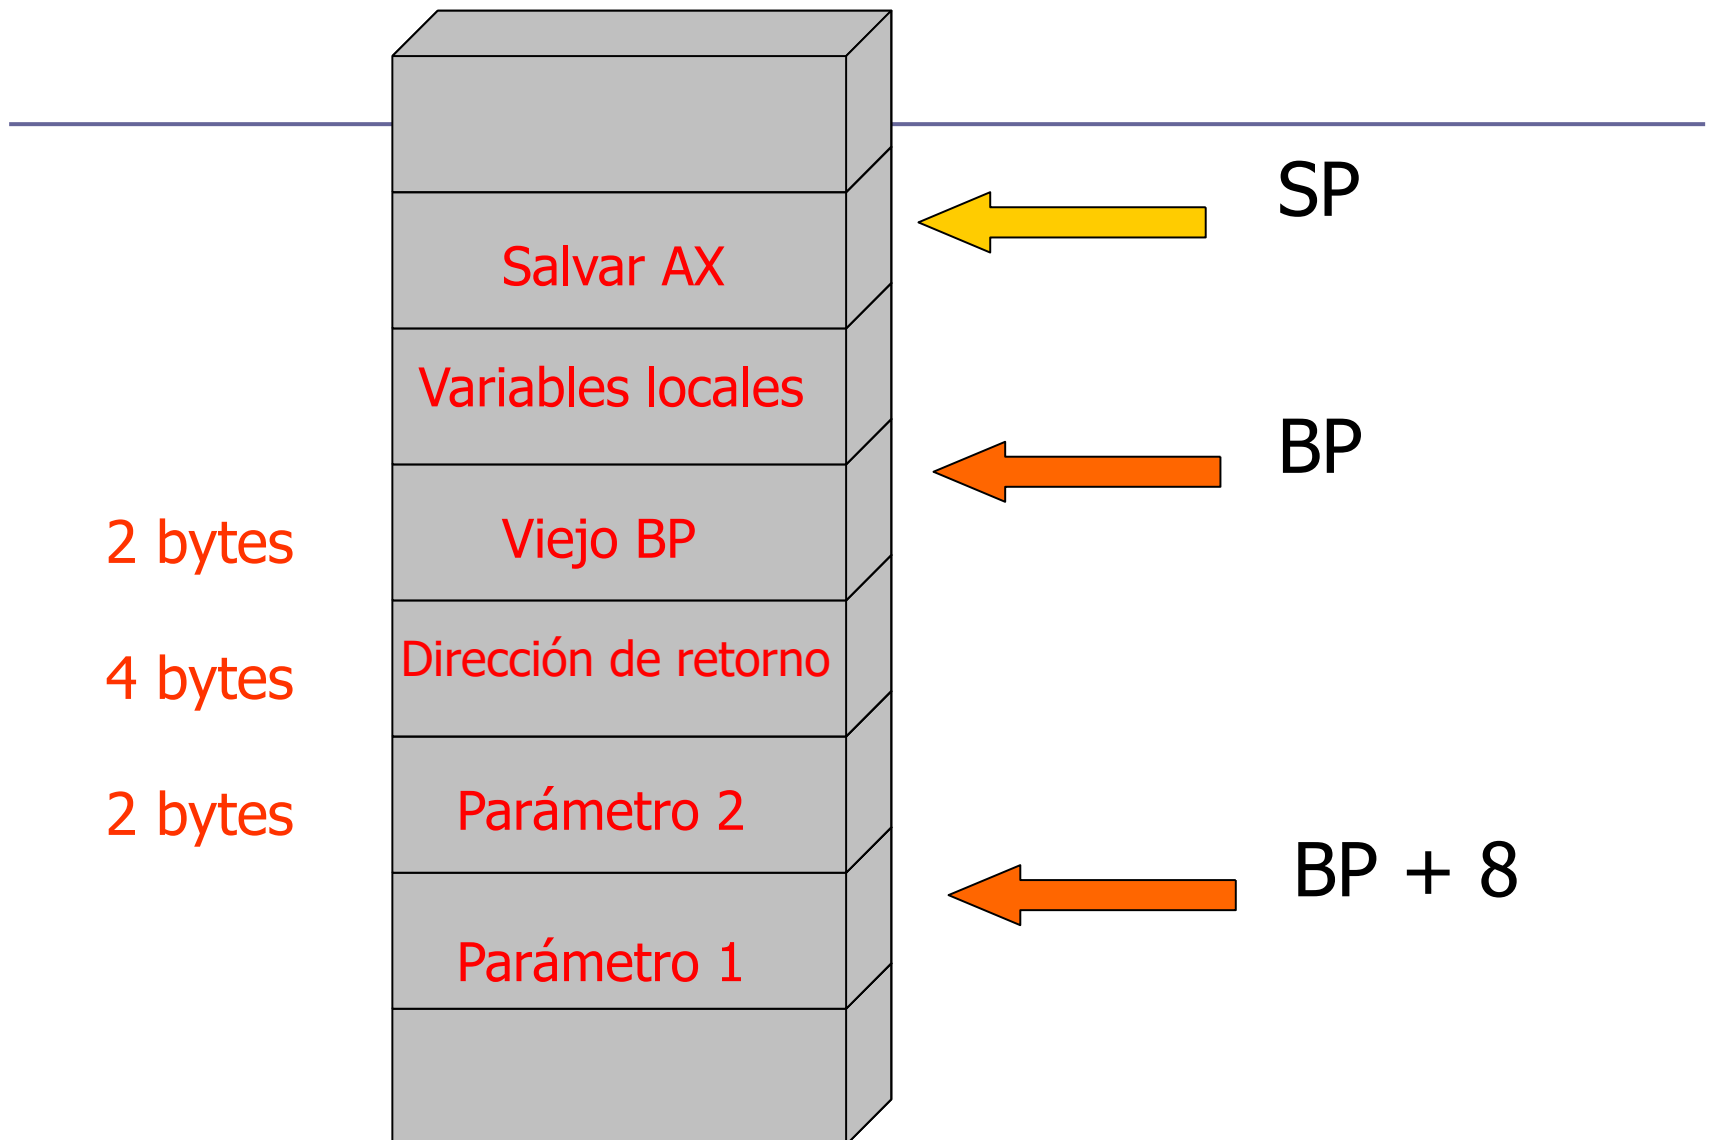 SP
Salvar AX
Variables locales
BP
2 bytes
Viejo BP
4 bytes
Dirección de retorno
2 bytes
Parámetro 2
BP + 8
Parámetro 1